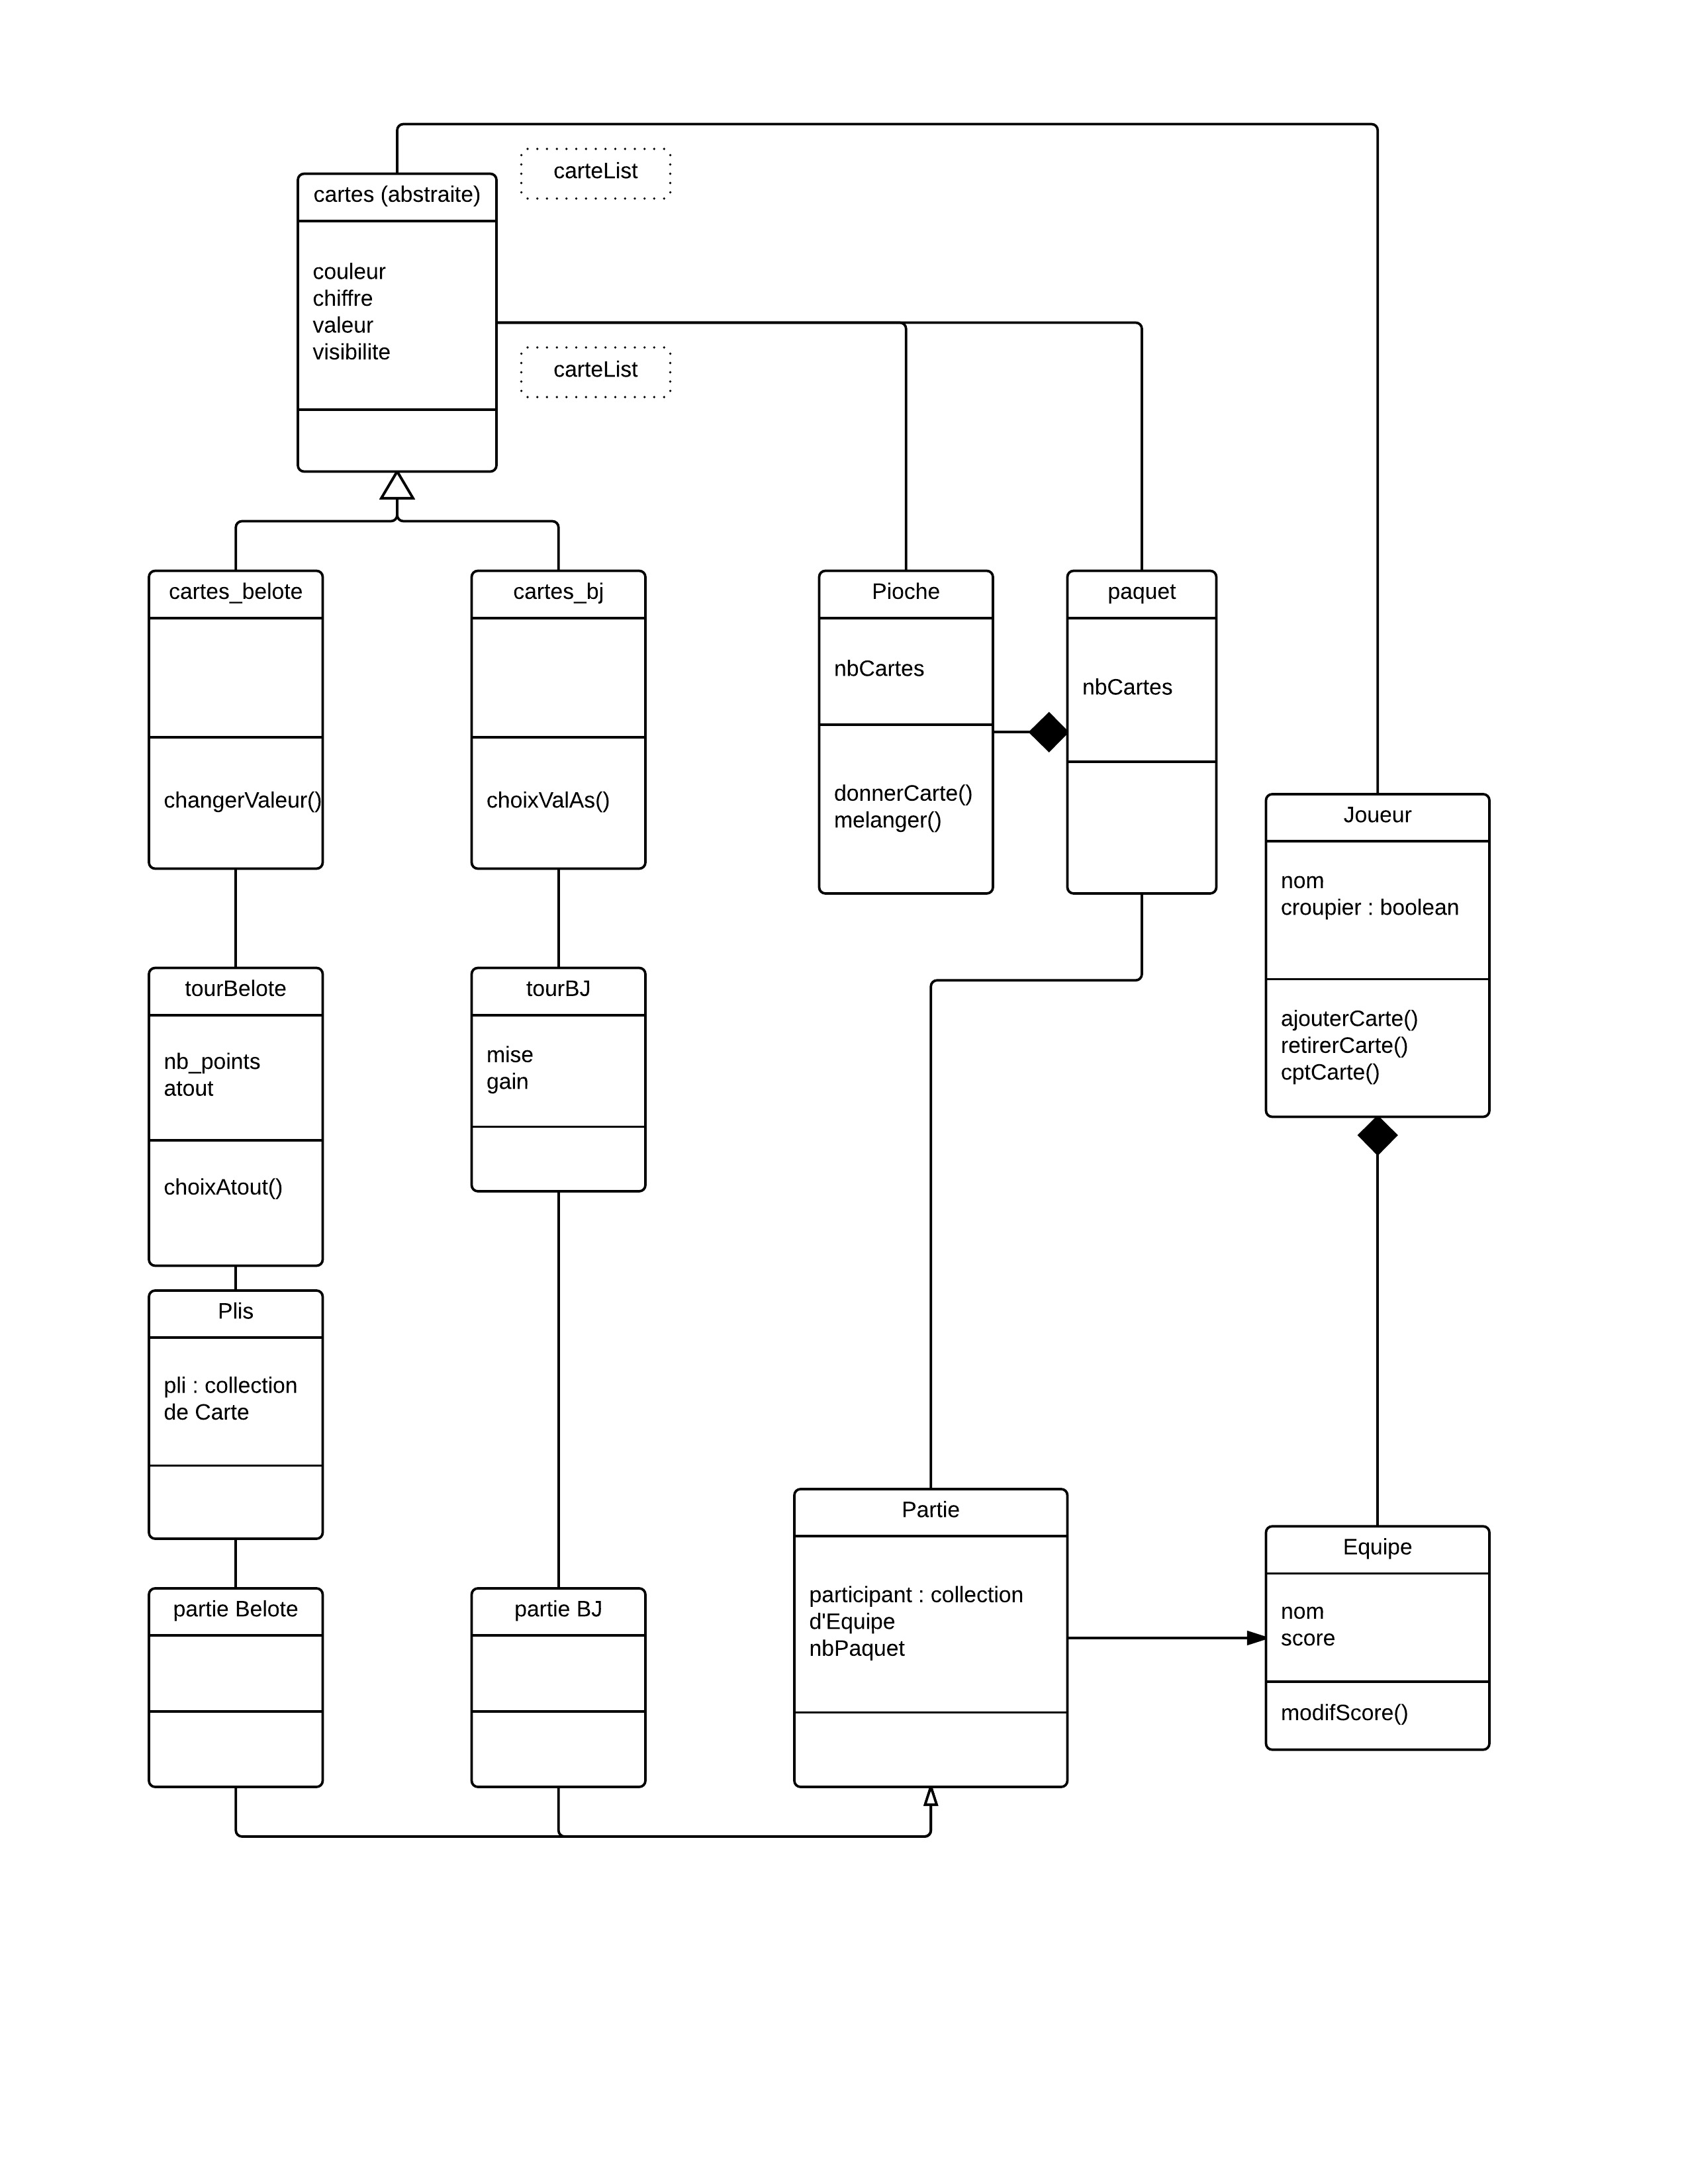 carteList
cartes (abstraite)
couleur
chiffre
valeur
visibilite
carteList
cartes_belote
changerValeur()
cartes_bj
choixValAs()
Pioche
nbCartes
donnerCarte()
melanger()
paquet
nbCartes
Joueur
nom
croupier : boolean
ajouterCarte()
retirerCarte()
cptCarte()
tourBelote
nb_points
atout
choixAtout()
tourBJ
mise
gain
Plis
pli : collection
de Carte
partie Belote
partie BJ
Partie
participant : collection
d'Equipe
nbPaquet
Equipe
nom
score
modifScore()